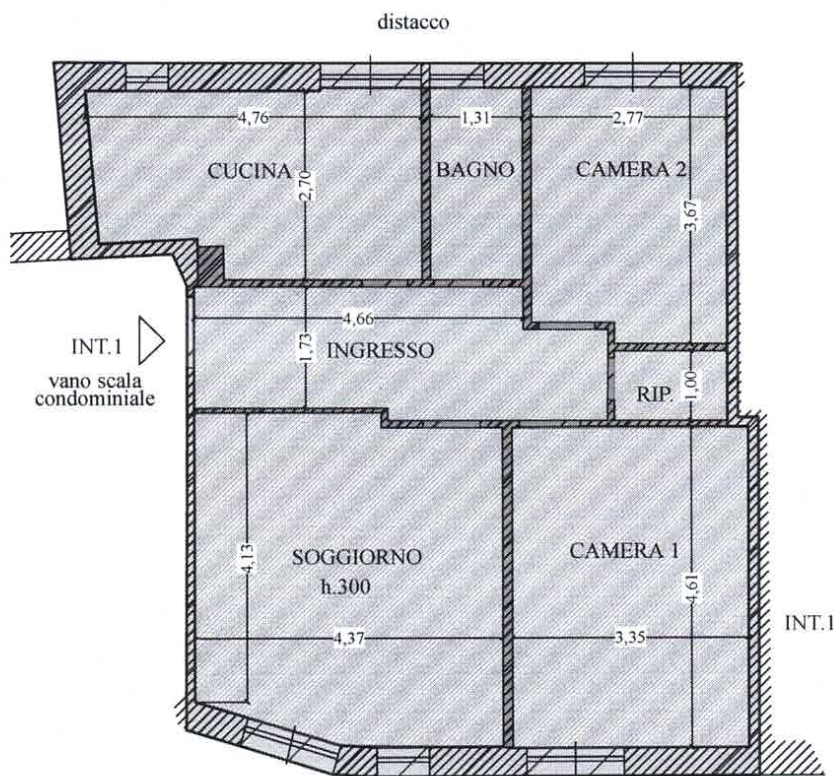 distacco
4,76
1,31
2,77
CUCINA
BAGNO
CAMERA 2
2,70
3,67
4,66
INT.1
1,73
INGRESSO
vano scala
condominiale
RIP.
1,00
SOGGIORNO
h.300
CAMERA 1
4,13
4,61
INT.1
4,37
3,35